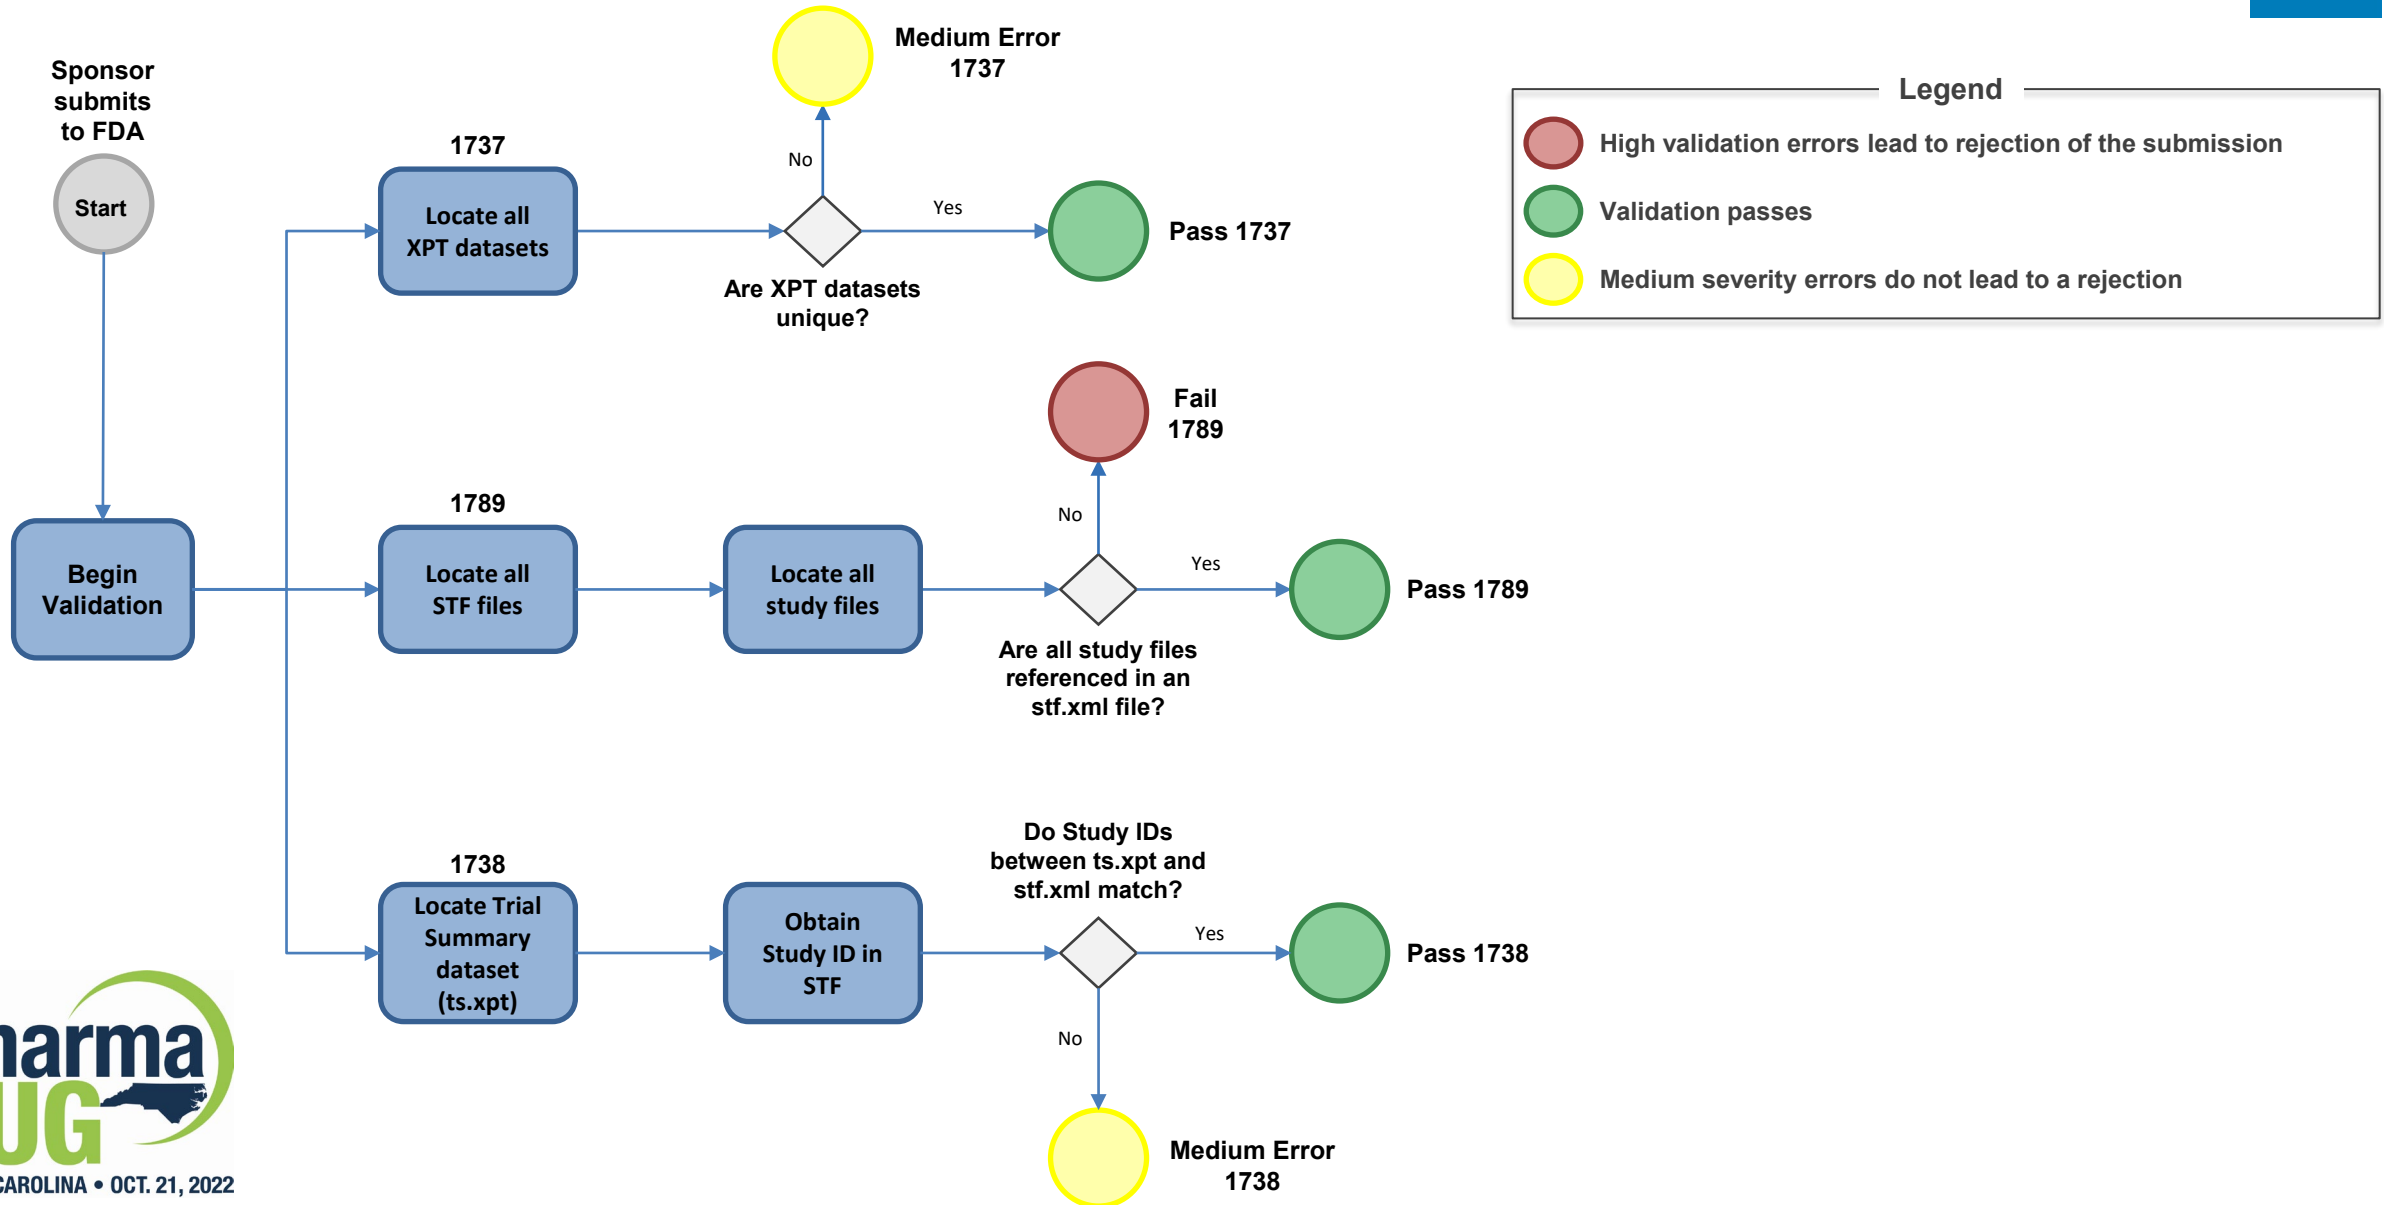 Sponsor
submits
to FDA
Start
Begin
Validation
1737
Locate all
XPT datasets
No
Medium Error
1737
Yes
Are XPT datasets
unique?
Pass 1737
1789
Locate all
STF files
Locate all
study files
No
Fail
1789
Yes
Are all study files
referenced in an
stf.xml file?
Pass 1789
1738
Locate Trial
Summary
dataset
(ts.xpt)
Obtain
Study ID in
STF
Do Study IDs
between ts.xpt and
stf.xml match?
Yes
Pass 1738
No
Medium Error
1738
Legend
High validation errors lead to rejection of the submission
Validation passes
Medium severity errors do not lead to a rejection
harma
UG
CAROLINA • OCT. 21, 2022